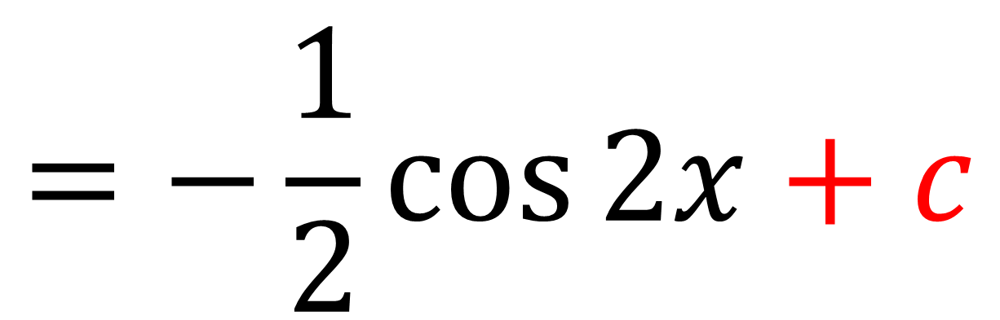 = −1/2 cos 2x + c